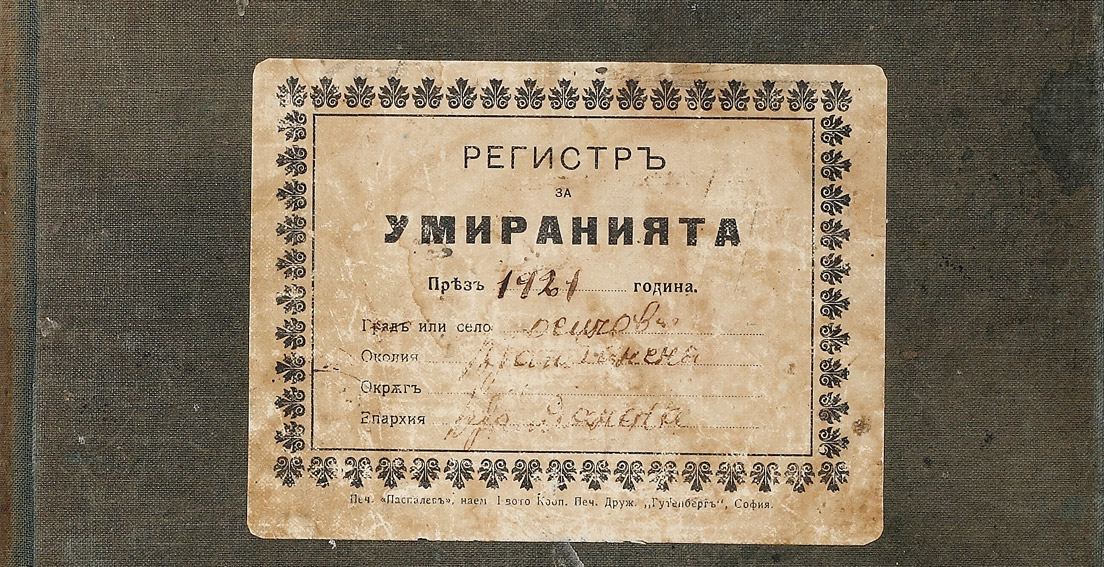 РЕГИСТРЪ
ЗА
УМИРАНИЯТА
Прѣзъ 1921 година.
Градъ или село
Околия
Окрѫгъ
Епархия
Печ. «Паспалевъ», наем. 1-вото Кооп. Печ. Друж. „Гутенбергъ“, София.